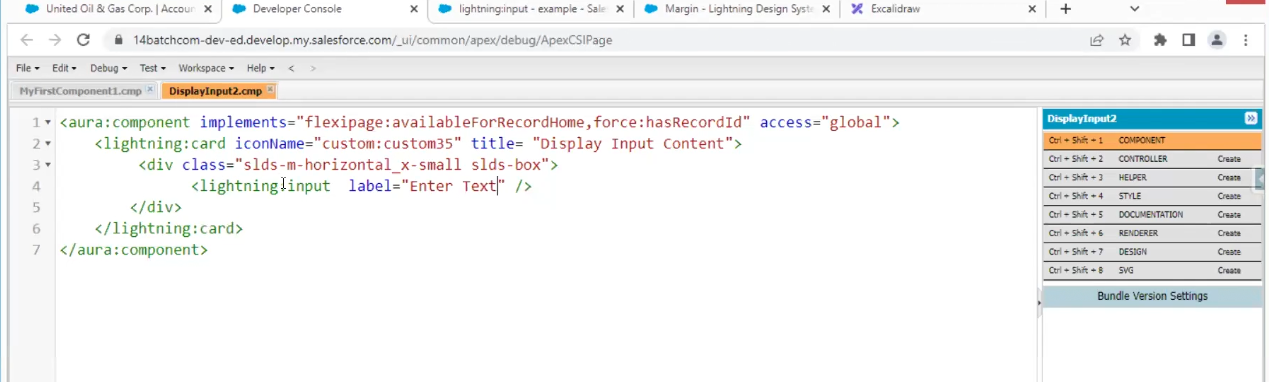 United Oil & Gas Corp. | Accoun
Developer Console
lightning:input - example - Sale
Margin - Lightning Design Syste
Excalidraw
14batchcom-dev-ed.develop.my.salesforce.com/_ui/common/apex/debug/ApexCSIPage
File Edit Debug Test Workspace Help < >
MyFirstComponent1.cmp DisplayInput2.cmp
1 <aura:component implements="flexipage:availableForRecordHome,force:hasRecordId" access="global">
2 <lightning:card iconName="custom:custom35" title= "Display Input Content">
3 <div class="slds-m-horizontal_x-small slds-box">
4 <lightning:input label="Enter Text" />
5 </div>
6 </lightning:card>
7 </aura:component>
DisplayInput2
Ctrl + Shift + 1 COMPONENT
Ctrl + Shift + 2 CONTROLLER Create
Ctrl + Shift + 3 HELPER Create
Ctrl + Shift + 4 STYLE Create
Ctrl + Shift + 5 DOCUMENTATION Create
Ctrl + Shift + 6 RENDERER Create
Ctrl + Shift + 7 DESIGN Create
Ctrl + Shift + 8 SVG Create
Bundle Version Settings